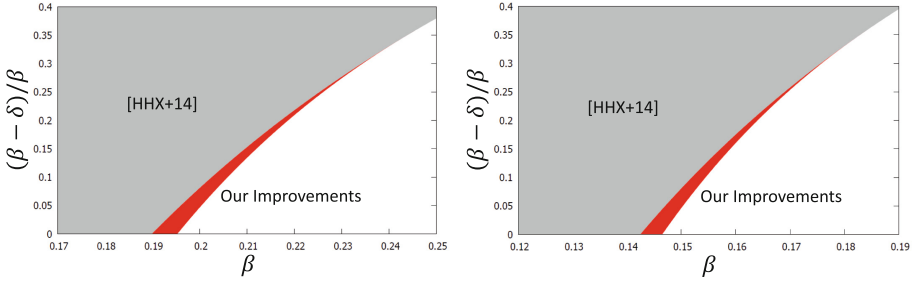 0.4
0.35
0.3
0.25
0.2
0.15
0.1
0.05
0
(β − δ)/β
[HHX+14]
Our Improvements
0.17 0.18 0.19 0.2 0.21 0.22 0.23 0.24 0.25
β
0.4
0.35
0.3
0.25
0.2
0.15
0.1
0.05
0
(β − δ)/β
[HHX+14]
Our Improvements
0.12 0.13 0.14 0.15 0.16 0.17 0.18 0.19
β